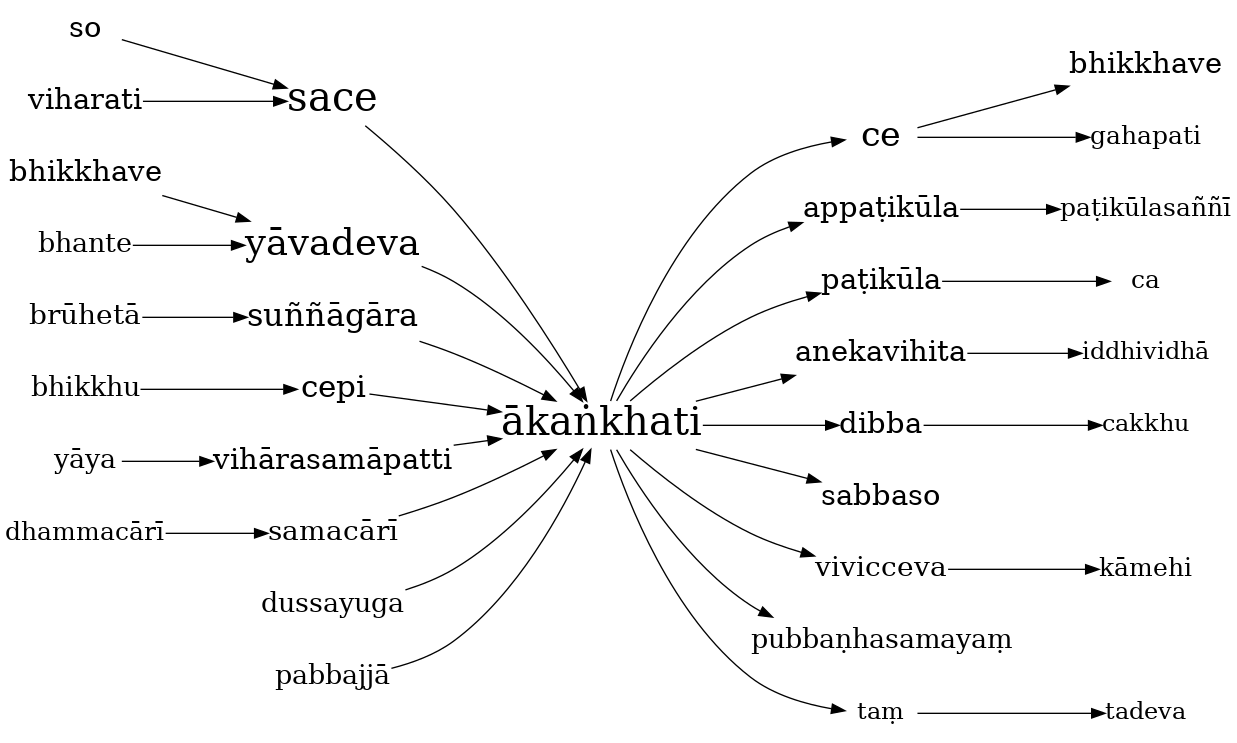 so
viharati
sace
bhikkhave
bhante
yāvadeva
brūhetā
suññāgāra
bhikkhu
cepi
yāya
vihārasamāpatti
dhammacārī
samacārī
dussayuga
pabbajjā
ākaṅkhati
ce
bhikkhave
gahapati
appaṭikūla
paṭikūlasaññī
paṭikūla
ca
anekavihita
iddhividhā
dibba
cakkhu
sabbaso
vivicceva
kāmehi
pubbaṇhasamayaṃ
taṃ
tadeva